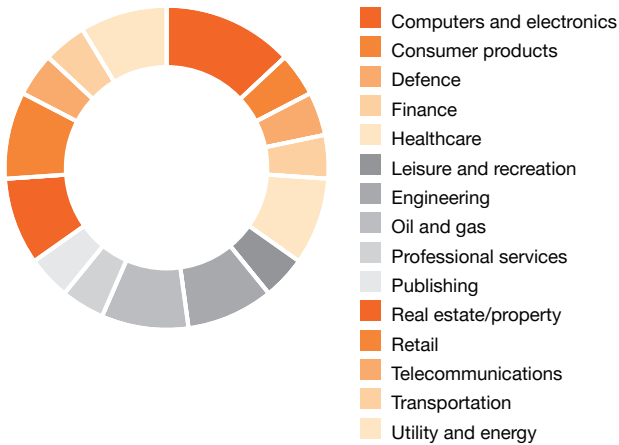 Computers and electronics
Consumer products
Defence
Finance
Healthcare
Leisure and recreation
Engineering
Oil and gas
Professional services
Publishing
Real estate/property
Retail
Telecommunications
Transportation
Utility and energy